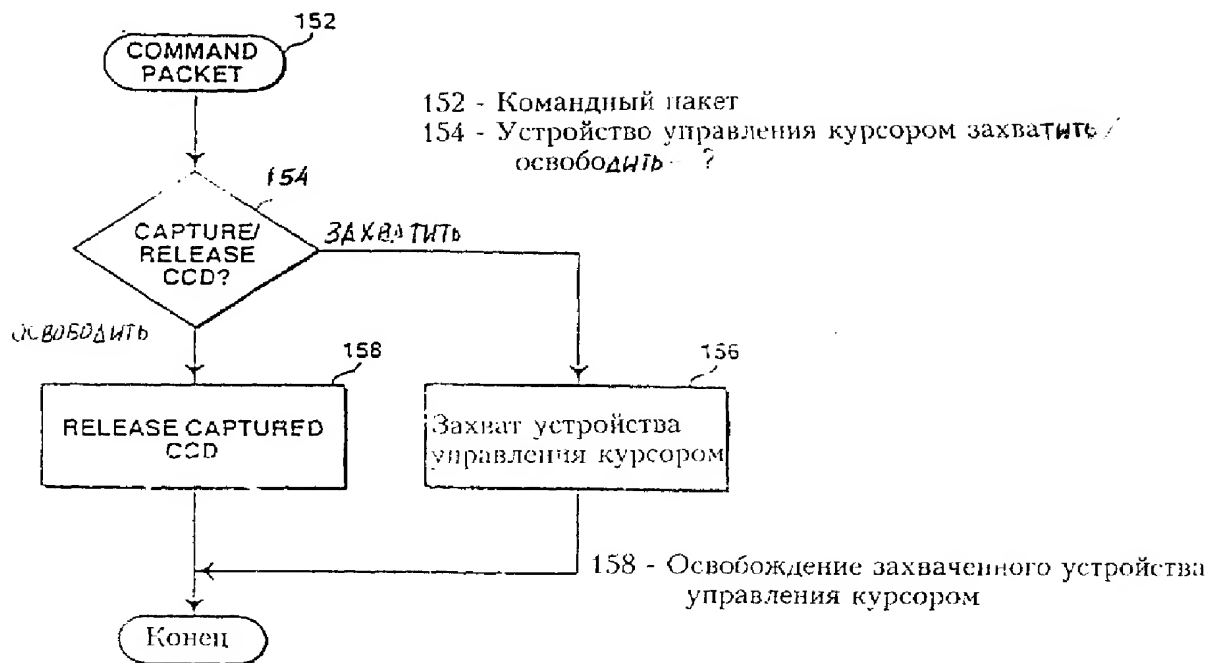 152
COMMAND
PACKET
152 - Командный пакет
154 - Устройство управления курсором захватить/
освободить - ?
154
CAPTURE/
RELEASE
CCD?
ЗАХВАТИТЬ
ОСВОБОДИТЬ
158
156
RELEASE CAPTURED
CCD
Захват устройства
управления курсором
158 - Освобождение захваченного устройства
управления курсором
Конец